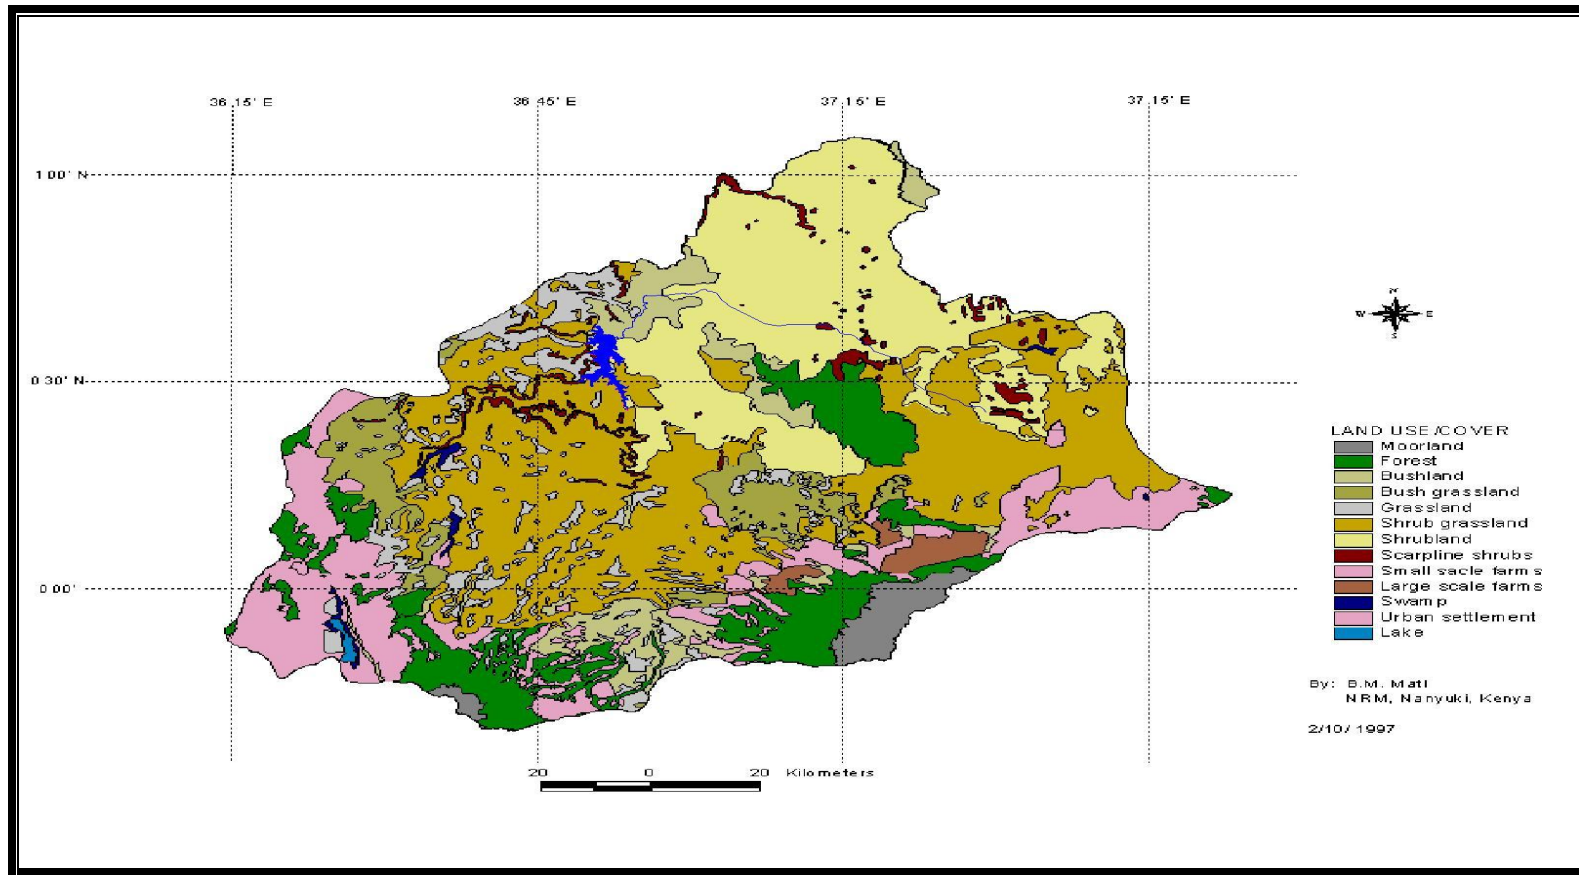 36.15' E
36.45' E
37.15' E
37.15' E
1.00' N
0.30' N
0.00'
N
W
E
S
LAND USE/COVER
Moorland
Forest
Bushland
Bush grassland
Grassland
Shrub grassland
Shrubland
Scarpline shrubs
Small sacle farms
Large scale farms
Swamp
Urban settlement
Lake
By: B.M. Mati
NRM, Nanyuki, Kenya
2/10/ 1997
20 0 20 Kilometers